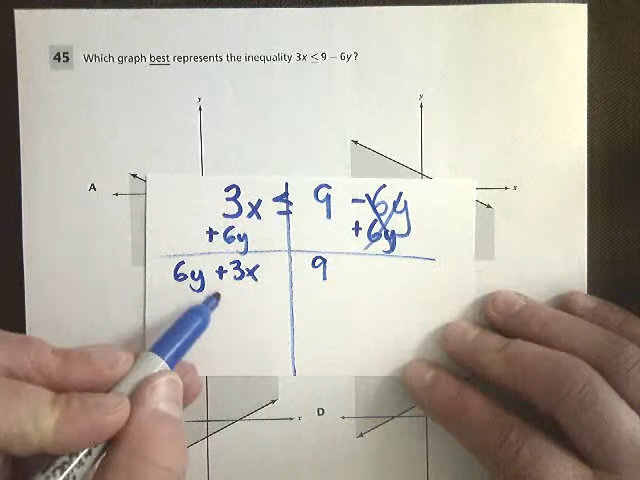 45 Which graph best represents the inequality 3x ≤ 9 – 6y?
y
y
A
x
3x ≤ 9 -6y
+6y +6y
6y +3x 9
x
D